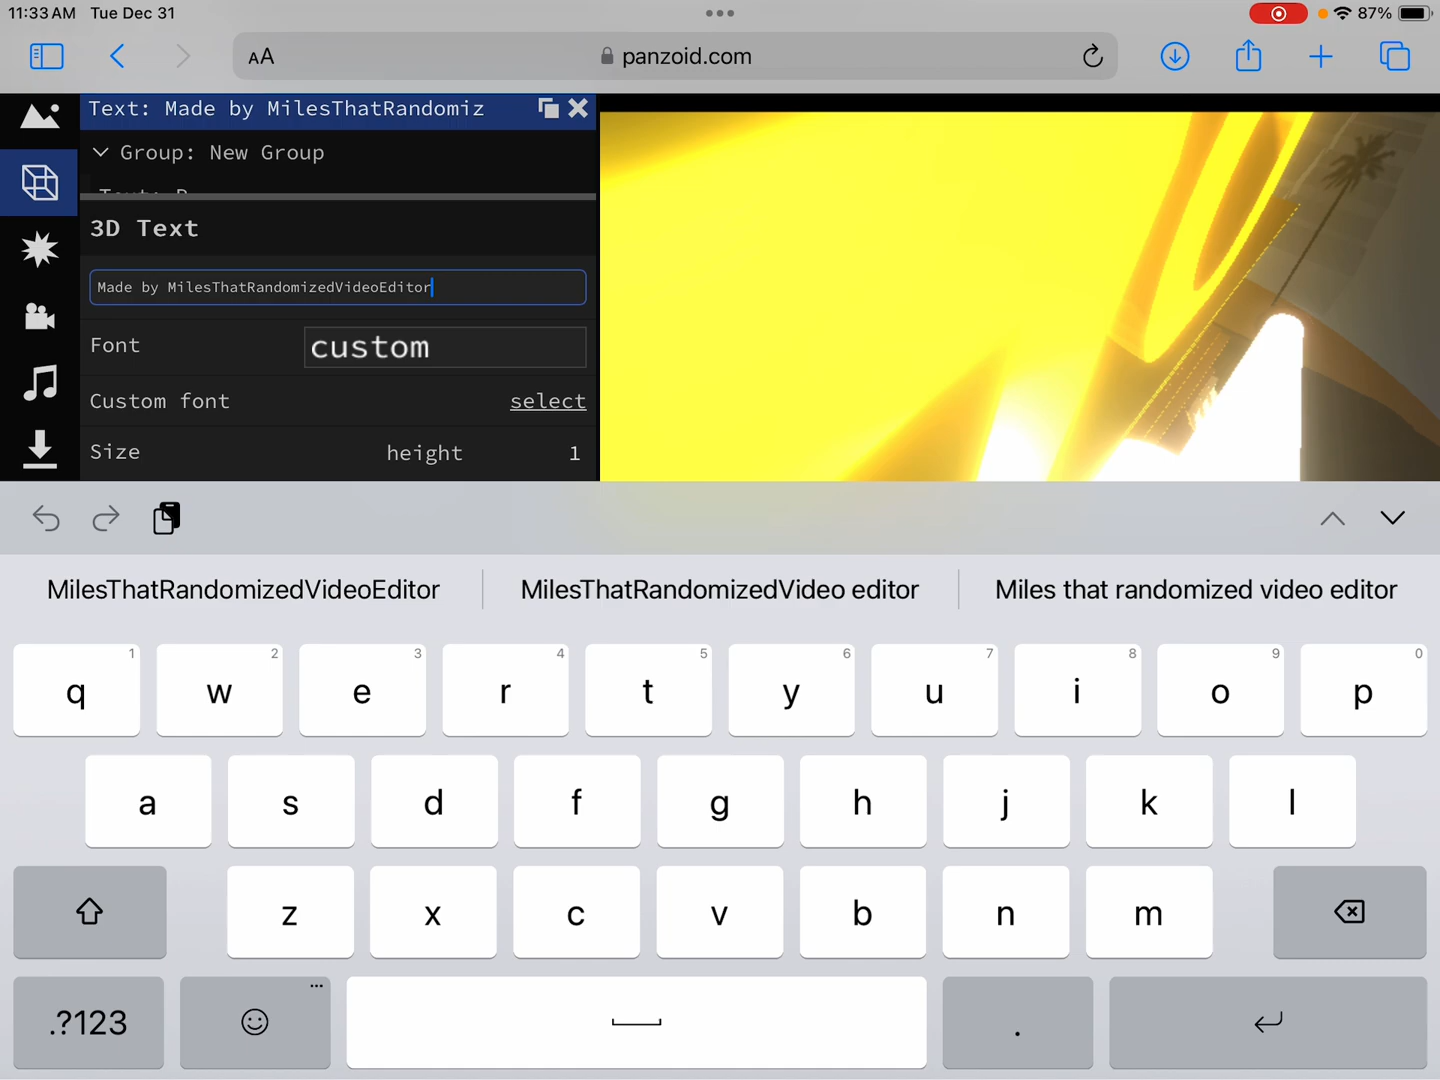 11:33 AM Tue Dec 31
87%
AA
panzoid.com
Text: Made by MilesThatRandomiz
Group: New Group
3D Text
Made by MilesThatRandomizedVideoEditor
Font custom
Custom font select
Size height 1
MilesThatRandomizedVideoEditor MilesThatRandomizedVideo editor Miles that randomized video editor
1 2 3 4 5 6 7 8 9 0
q w e r t y u i o p
a s d f g h j k l
z x c v b n m
.?123 .